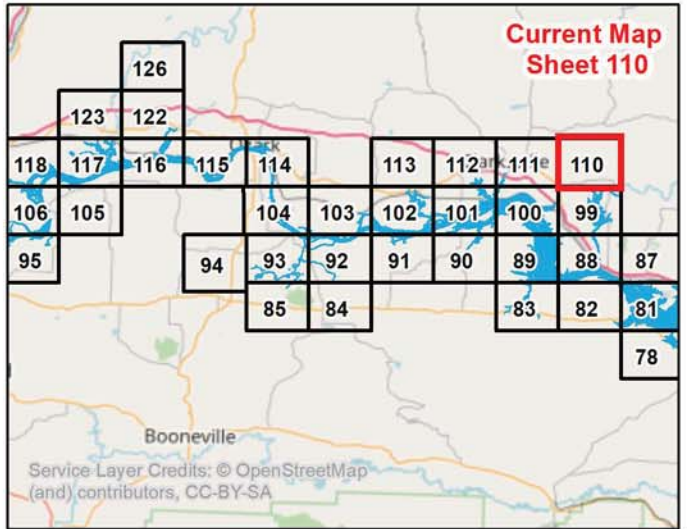 Current Map
Sheet 110
126
123 122
118 117 116 115 114 113 112 111 110
106 105 104 103 102 101 100 99
95 94 93 92 91 90 89 88 87
85 84 83 82 81
78
Booneville
Service Layer Credits: © OpenStreetMap
(and) contributors, CC-BY-SA